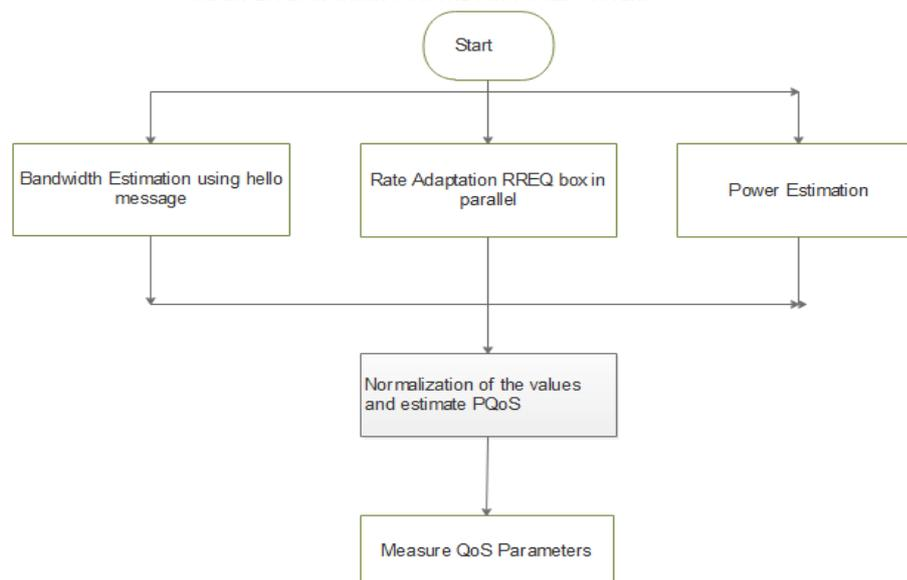 Start
Bandwidth Estimation using hello
message
Rate Adaptation RREQ box in
parallel
Power Estimation
Normalization of the values
and estimate PQoS
Measure QoS Parameters